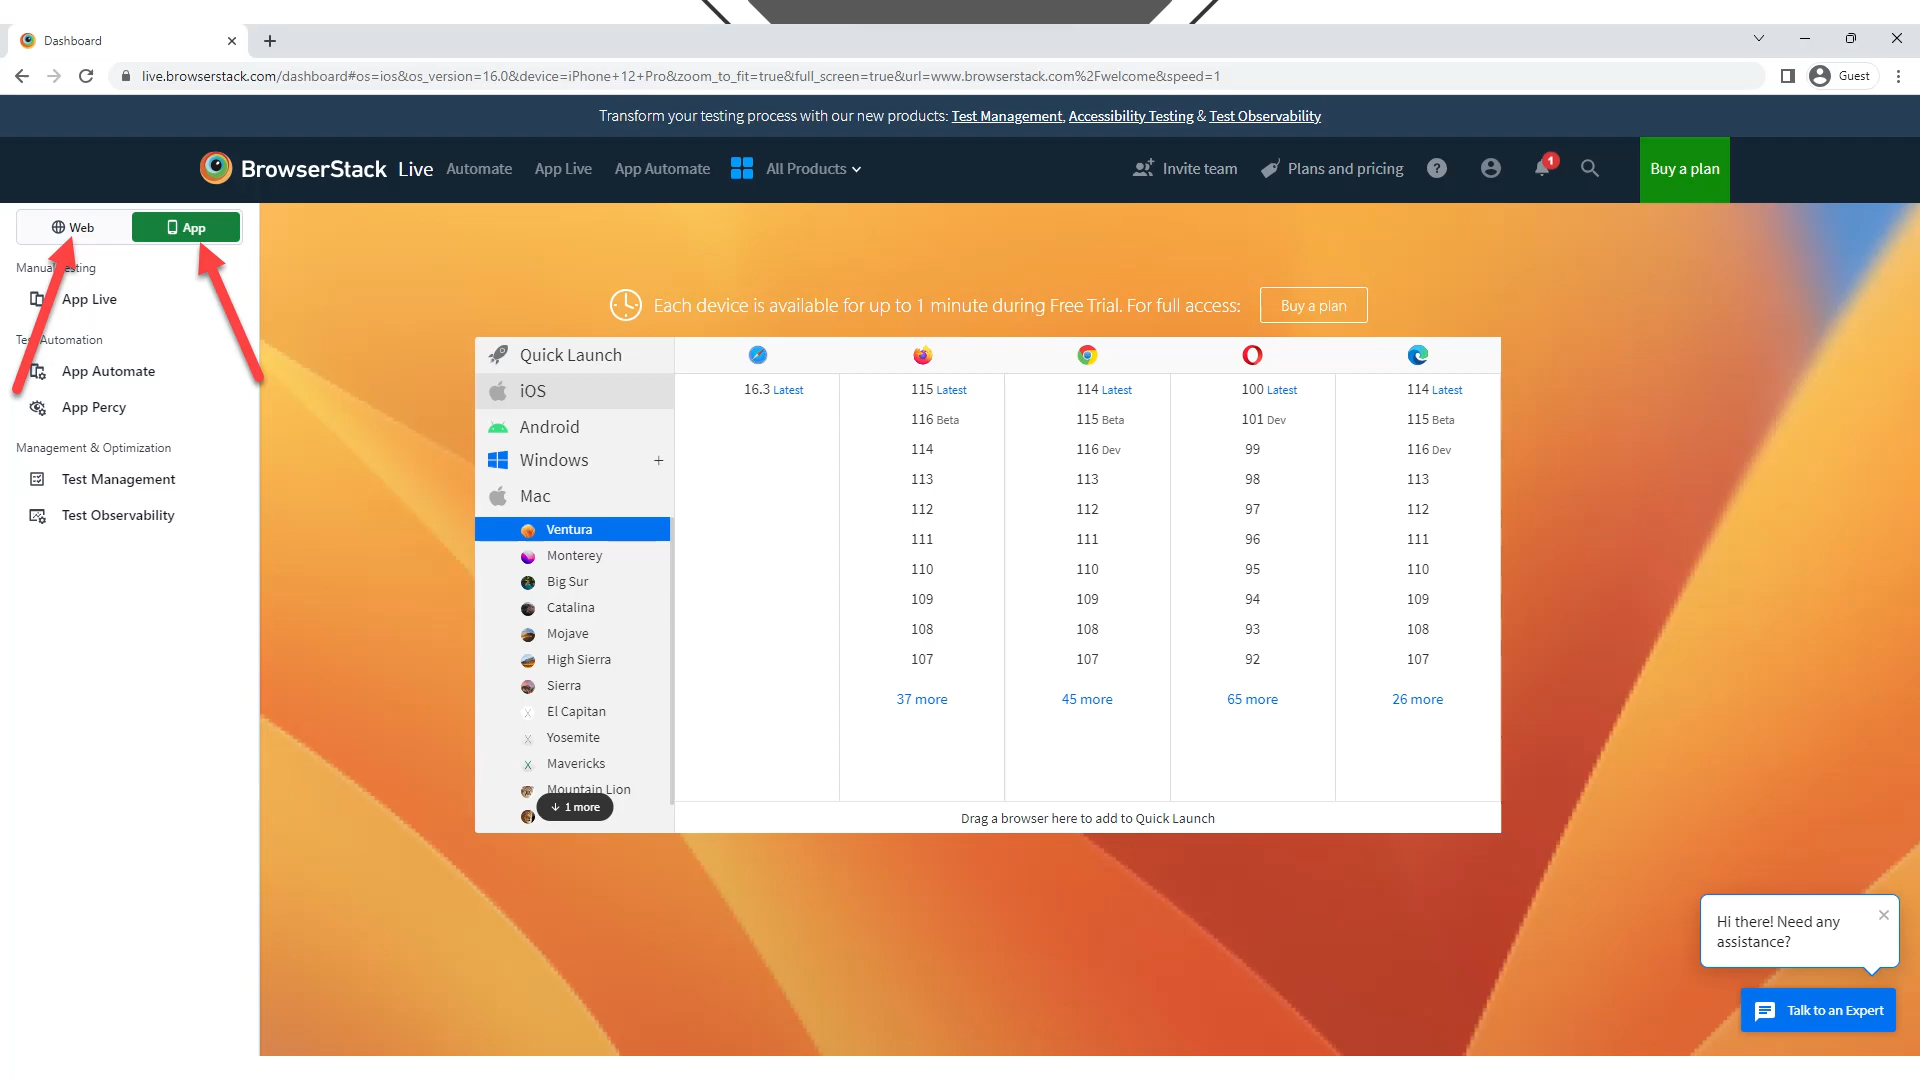 Dashboard
live.browserstack.com/dashboard#os=ios&os_version=16.0&device=iPhone+12+Pro&zoom_to_fit=true&full_screen=true&url=www.browserstack.com%2Fwelcome&speed=1
Guest
Transform your testing process with our new products: Test Management, Accessibility Testing & Test Observability
BrowserStack Live Automate App Live App Automate All Products
Invite team Plans and pricing ? 1 Buy a plan
Web App
Manual Testing
App Live
Test Automation
App Automate
App Percy
Management & Optimization
Test Management
Test Observability
Each device is available for up to 1 minute during Free Trial. For full access: Buy a plan
Quick Launch
iOS
Android
Windows +
Mac
Ventura
Monterey
Big Sur
Catalina
Mojave
High Sierra
Sierra
El Capitan
Yosemite
Mavericks
Mountain Lion
1 more
16.3 Latest
115 Latest
116 Beta
114
113
112
111
110
109
108
107
37 more
114 Latest
115 Beta
116 Dev
113
112
111
110
109
108
107
45 more
100 Latest
101 Dev
99
98
97
96
95
94
93
92
65 more
114 Latest
115 Beta
116 Dev
113
112
111
110
109
108
107
26 more
Drag a browser here to add to Quick Launch
Hi there! Need any
assistance?
Talk to an Expert